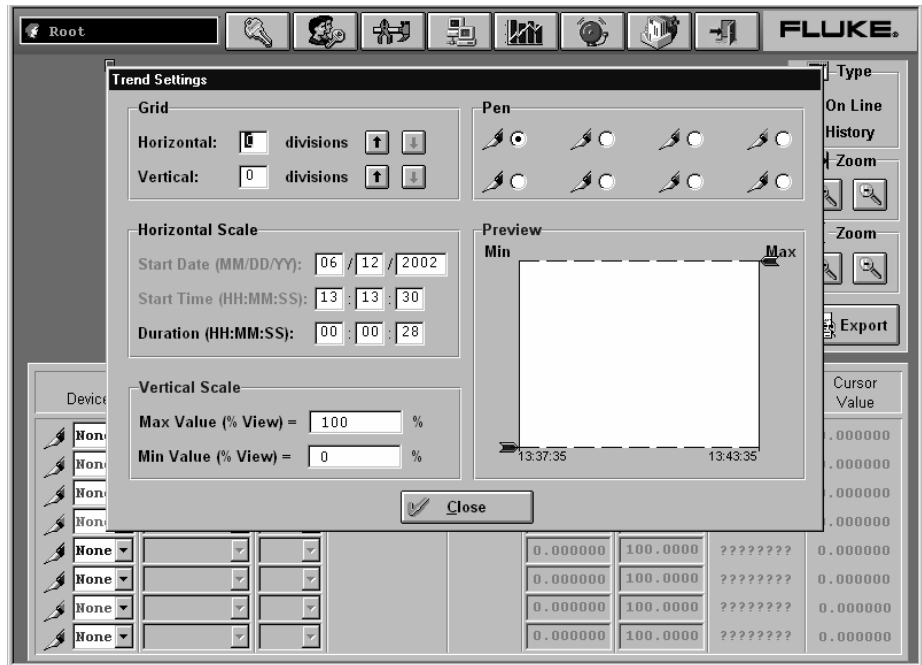 Root
FLUKE®
Type
On Line
History
Zoom
Zoom
Export
Trend Settings
Grid
Horizontal: 0 divisions
Vertical: 0 divisions
Pen
Horizontal Scale
Start Date (MM/DD/YY): 06 / 12 / 2002
Start Time (HH:MM:SS): 13 : 13 : 30
Duration (HH:MM:SS): 00 : 00 : 28
Preview
Min Max
13:37:35 13:43:35
Vertical Scale
Max Value (% View) = 100 %
Min Value (% View) = 0 %
Close
Device Cursor
Value
Non .000000
Non .000000
Non .000000
Non .000000
None 0.000000 100.0000 ???????? 0.000000
None 0.000000 100.0000 ???????? 0.000000
None 0.000000 100.0000 ???????? 0.000000
None 0.000000 100.0000 ???????? 0.000000